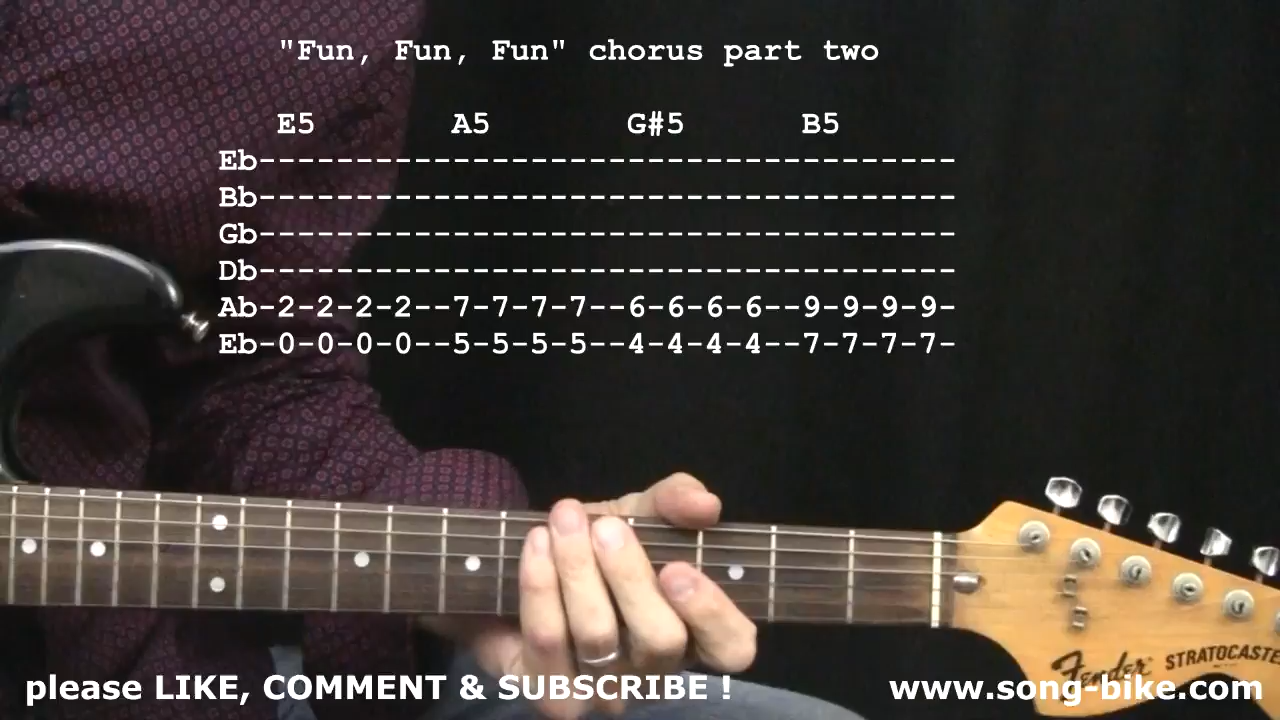 "Fun, Fun, Fun" chorus part two
E5 A5 G#5 B5
Eb------------------------------------
Bb------------------------------------
Gb------------------------------------
Db------------------------------------
Ab-2-2-2-2--7-7-7-7--6-6-6-6--9-9-9-9-
Eb-0-0-0-0--5-5-5-5--4-4-4-4--7-7-7-7-
Fender STRATOCASTE
please LIKE, COMMENT & SUBSCRIBE ! www.song-bike.com